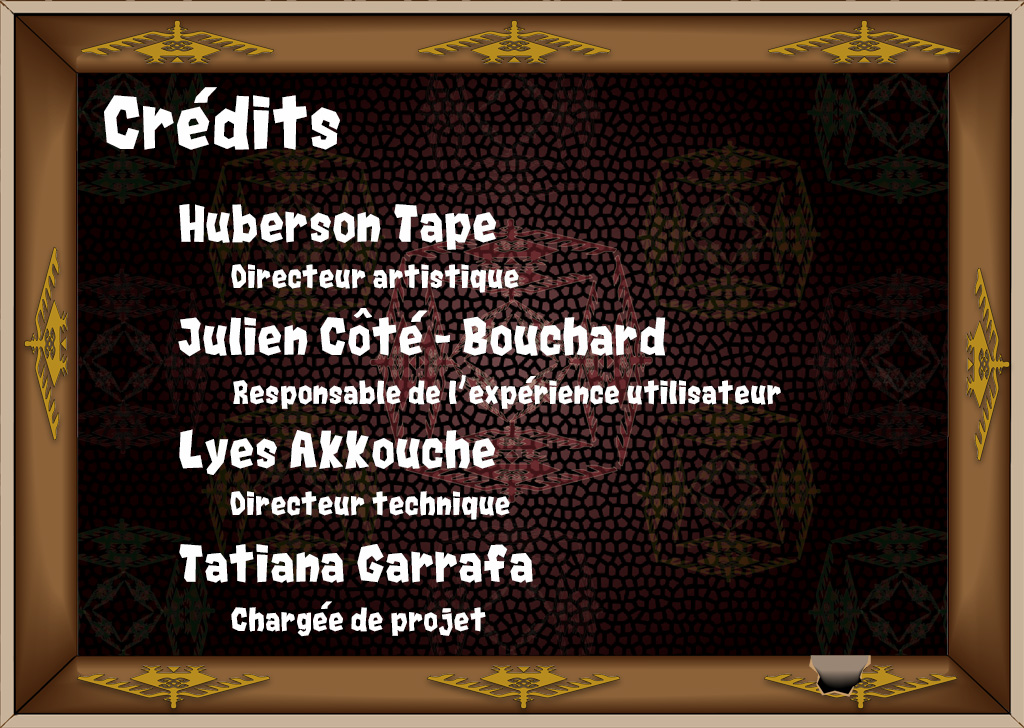 Crédits
Huberson Tape
Directeur artistique
Julien Côté - Bouchard
Responsable de l'expérience utilisateur
Lyes Akkouche
Directeur technique
Tatiana Garrafa
Chargée de projet